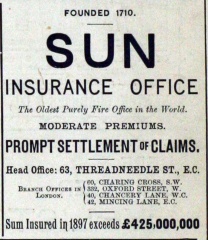 FOUNDED 1710.
SUN
INSURANCE OFFICE
The Oldest Purely Fire Office in the World.
MODERATE PREMIUMS.
PROMPT SETTLEMENT OF CLAIMS.
Head Office: 63, THREADNEEDLE ST., E.C.
BRANCH OFFICES IN LONDON.
60, CHARING CROSS, S.W.
332, OXFORD STREET, W.
40, CHANCERY LANE, W.C.
42, MINCING LANE, E.C.
Sum Insured in 1897 exceeds £425,000,000